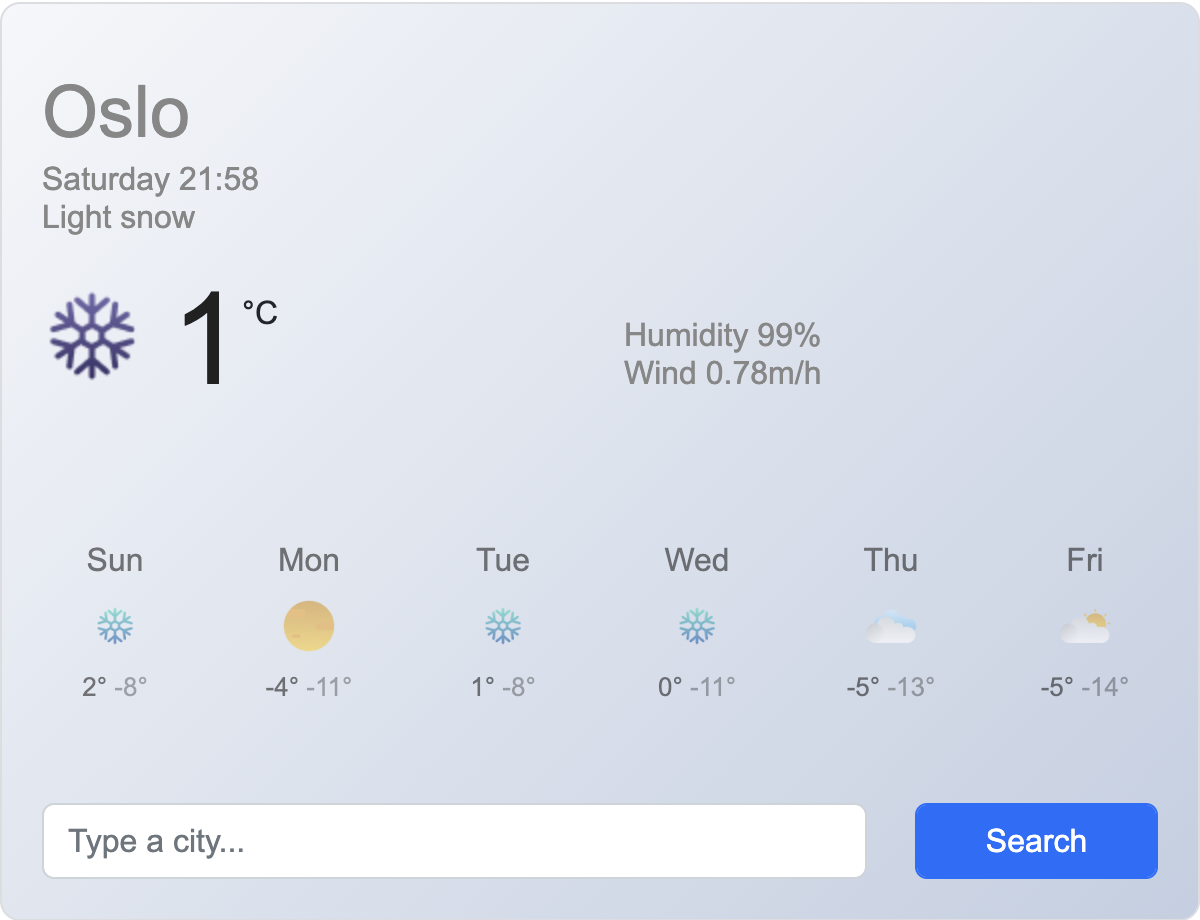 Oslo
Saturday 21:58
Light snow
1 °C
Humidity 99%
Wind 0.78m/h
Sun Mon Tue Wed Thu Fri
2° -8° -4° -11° 1° -8° 0° -11° -5° -13° -5° -14°
Type a city... Search